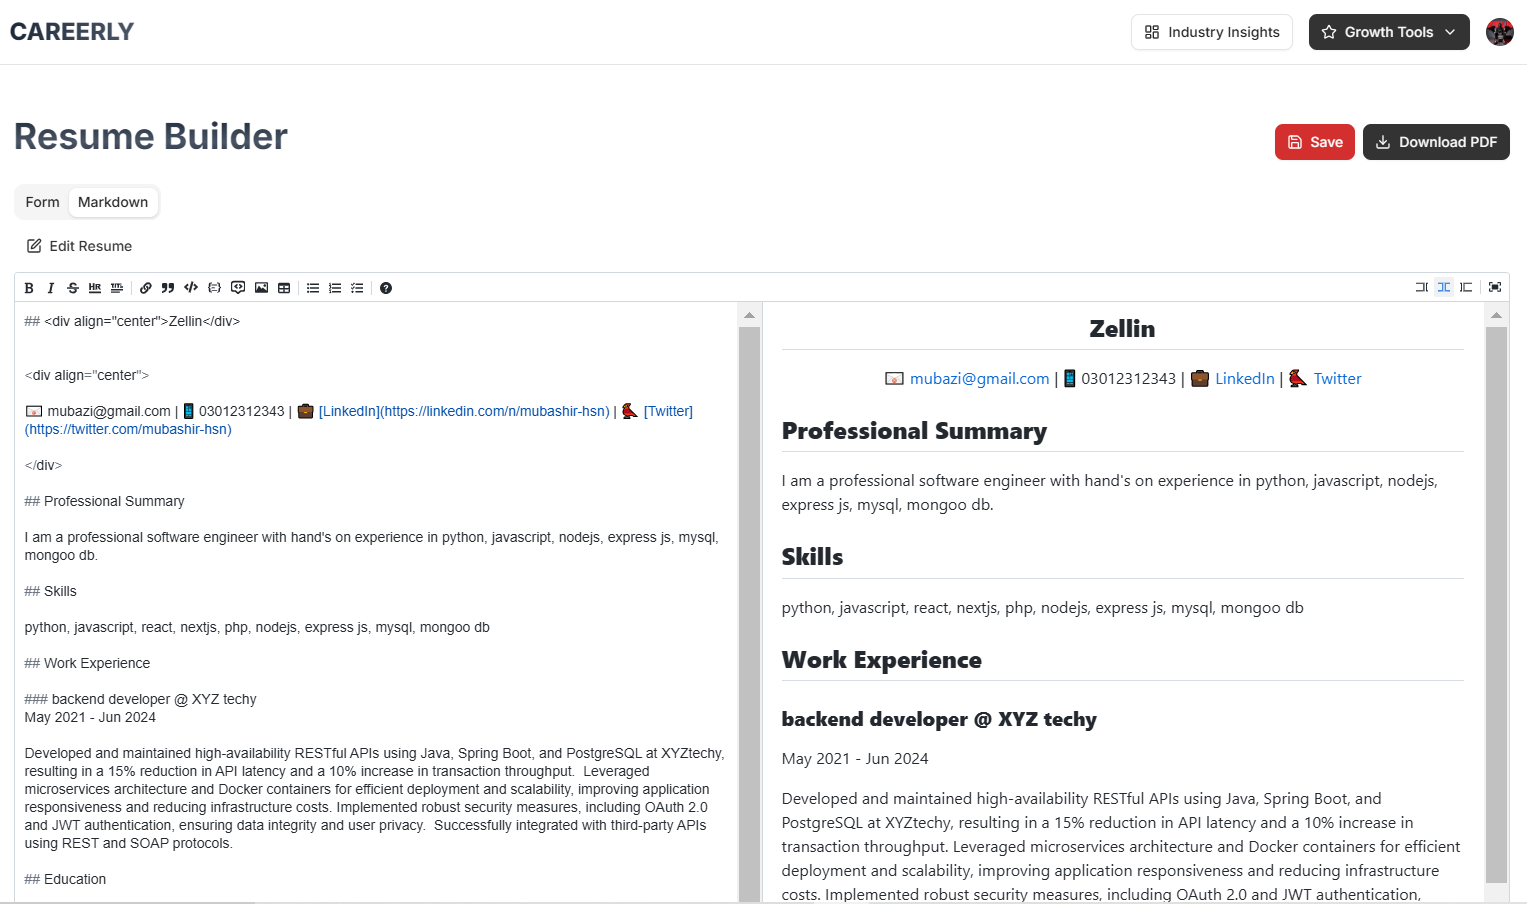 CAREERLY
Industry Insights
Growth Tools
Resume Builder
Save
Download PDF
Form
Markdown
Edit Resume
## <div align="center">Zellin</div>
<div align="center">
mubazi@gmail.com | 03012312343 | [LinkedIn](https://linkedin.com/n/mubashir-hsn) | [Twitter]
(https://twitter.com/mubashir-hsn)
</div>
## Professional Summary
I am a professional software engineer with hand's on experience in python, javascript, nodejs, express js, mysql,
mongoo db.
## Skills
python, javascript, react, nextjs, php, nodejs, express js, mysql, mongoo db
## Work Experience
### backend developer @ XYZ techy
May 2021 - Jun 2024
Developed and maintained high-availability RESTful APIs using Java, Spring Boot, and PostgreSQL at XYZtechy,
resulting in a 15% reduction in API latency and a 10% increase in transaction throughput.  Leveraged
microservices architecture and Docker containers for efficient deployment and scalability, improving application
responsiveness and reducing infrastructure costs. Implemented robust security measures, including OAuth 2.0
and JWT authentication, ensuring data integrity and user privacy.  Successfully integrated with third-party APIs
using REST and SOAP protocols.
## Education
Zellin
mubazi@gmail.com | 03012312343 | LinkedIn | Twitter
Professional Summary
I am a professional software engineer with hand's on experience in python, javascript, nodejs,
express js, mysql, mongoo db.
Skills
python, javascript, react, nextjs, php, nodejs, express js, mysql, mongoo db
Work Experience
backend developer @ XYZ techy
May 2021 - Jun 2024
Developed and maintained high-availability RESTful APIs using Java, Spring Boot, and
PostgreSQL at XYZtechy, resulting in a 15% reduction in API latency and a 10% increase in
transaction throughput. Leveraged microservices architecture and Docker containers for efficient
deployment and scalability, improving application responsiveness and reducing infrastructure
costs. Implemented robust security measures, including OAuth 2.0 and JWT authentication,